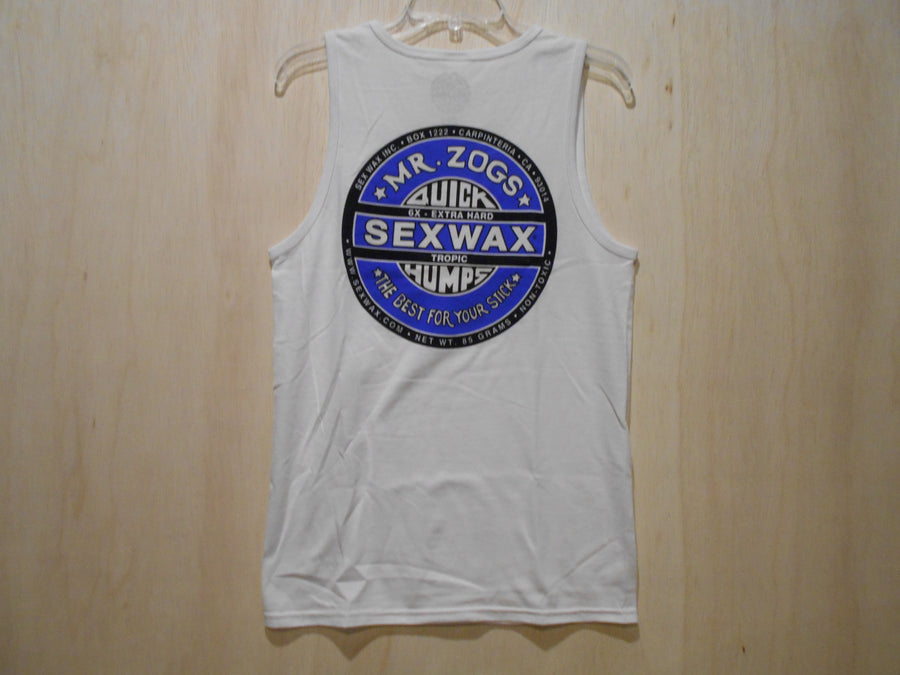 SEX WAX INC. • BOX 1222 • CARPINTERIA • CA • 93014
MR. ZOGS
QUICK
6X - EXTRA HARD
SEXWAX
TROPIC
HUMPS
THE BEST FOR YOUR STICK
• WWW.SEXWAX.COM • NET WT. 85 GRAMS • NON-TOXIC •